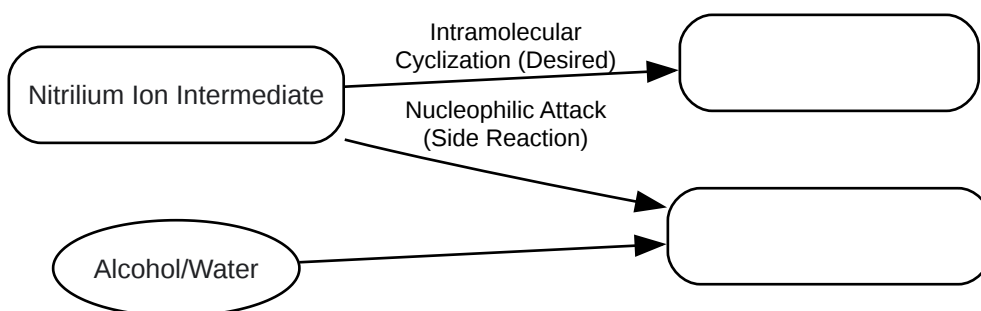 Intramolecular
Cyclization (Desired)
Nitrilium Ion Intermediate
Nucleophilic Attack
(Side Reaction)
Alcohol/Water